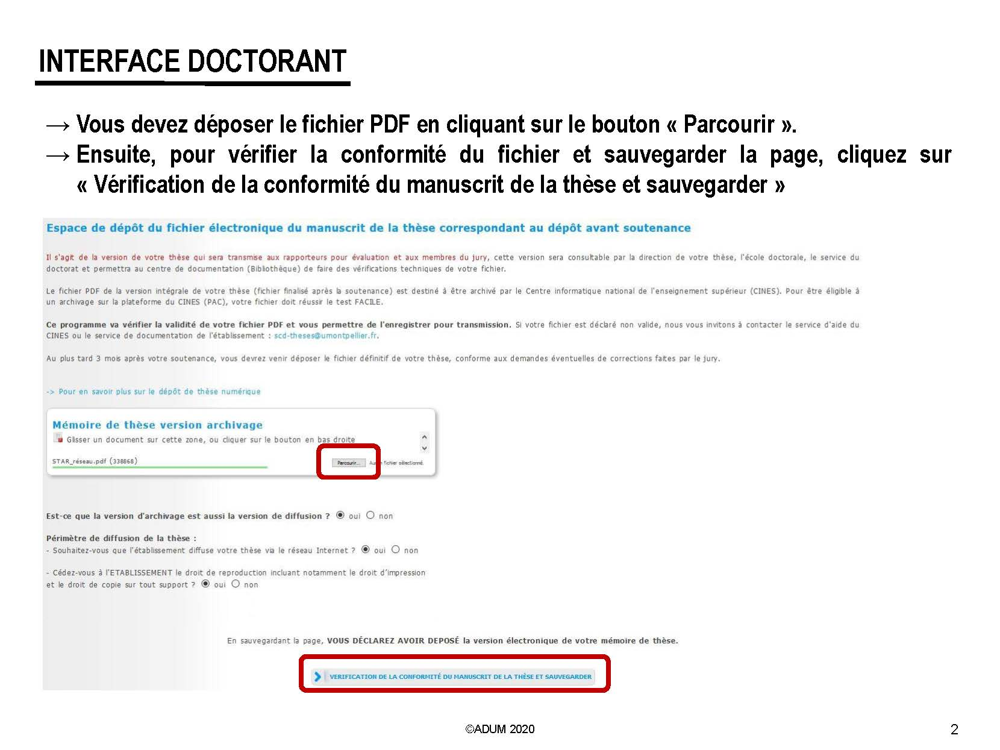 INTERFACE DOCTORANT
→ Vous devez déposer le fichier PDF en cliquant sur le bouton « Parcourir ».
→ Ensuite, pour vérifier la conformité du fichier et sauvegarder la page, cliquez sur
« Vérification de la conformité du manuscrit de la thèse et sauvegarder »
Espace de dépôt du fichier électronique du manuscrit de la thèse correspondant au dépôt avant soutenance
Il s'agit de la version de votre thèse qui sera transmise aux rapporteurs pour évaluation et aux membres du jury, cette version sera consultable par la direction de votre thèse, l'école doctorale, le service du
doctorat et permettra au centre de documentation (Bibliothèque) de faire des vérifications techniques de votre fichier.
Le fichier PDF de la version intégrale de votre thèse (fichier finalisé après la soutenance) est destiné à être archivé par le Centre informatique national de l'enseignement supérieur (CINES). Pour être éligible à
un archivage sur la plateforme du CINES (PAC), votre fichier doit réussir le test FACILE.
Ce programme va vérifier la validité de votre fichier PDF et vous permettre de l'enregistrer pour transmission. Si votre fichier est déclaré non valide, nous vous invitons à contacter le service d'aide du
CINES ou le service de documentation de l'établissement : scd-theses@umontpellier.fr.
Au plus tard 3 mois après votre soutenance, vous devrez venir déposer le fichier définitif de votre thèse, conforme aux demandes éventuelles de corrections faites par le jury.
-> Pour en savoir plus sur le dépôt de thèse numérique
Mémoire de thèse version archivage
Glisser un document sur cette zone, ou cliquer sur le bouton en bas droite
STAR_réseau.pdf (338868)
Parcourir... fichier sélectionné.
Est-ce que la version d'archivage est aussi la version de diffusion ? oui non
Périmètre de diffusion de la thèse :
- Souhaitez-vous que l'établissement diffuse votre thèse via le réseau Internet ? oui non
- Cédez-vous à l'ETABLISSEMENT le droit de reproduction incluant notamment le droit d'impression
et le droit de copie sur tout support ? oui non
En sauvegardant la page, VOUS DÉCLAREZ AVOIR DEPOSÉ la version électronique de votre mémoire de thèse.
VERIFICATION DE LA CONFORMITÉ DU MANUSCRIT DE LA THÈSE ET SAUVEGARDER
©ADUM 2020
2